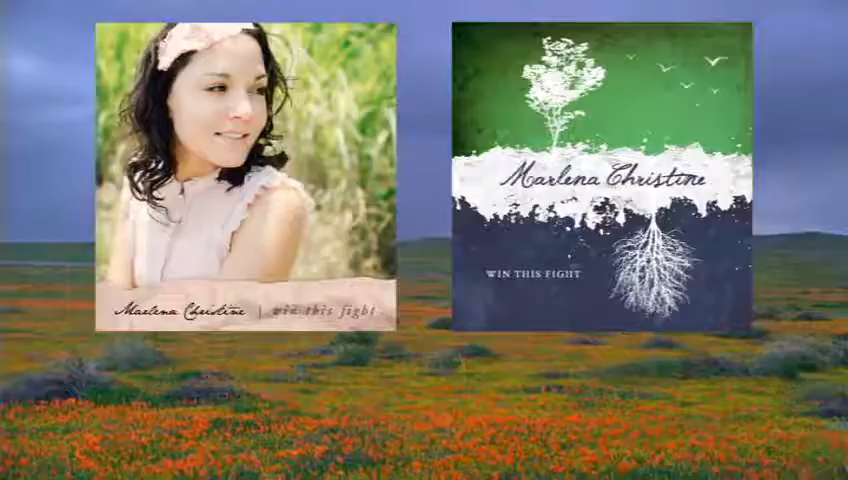 Marlena Christine | win this fight
Marlena Christine
WIN THIS FIGHT